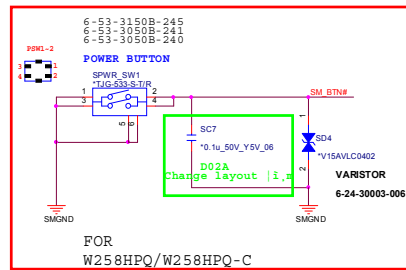 6-53-3150B-245
6-53-3050B-241
6-53-3050B-240
PSW1-2
3 1
4 2
POWER BUTTON
SPWR_SW1
*TJG-533-S-T/R
1 2
3 4
5 6
SM_BTN#
SC7
*0.1u_50V_Y5V_06
D02A
Change layout
1
SD4
*V15AVLC0402
2
VARISTOR
6-24-30003-006
SMGND
SMGND
FOR
W258HPQ/W258HPQ-C